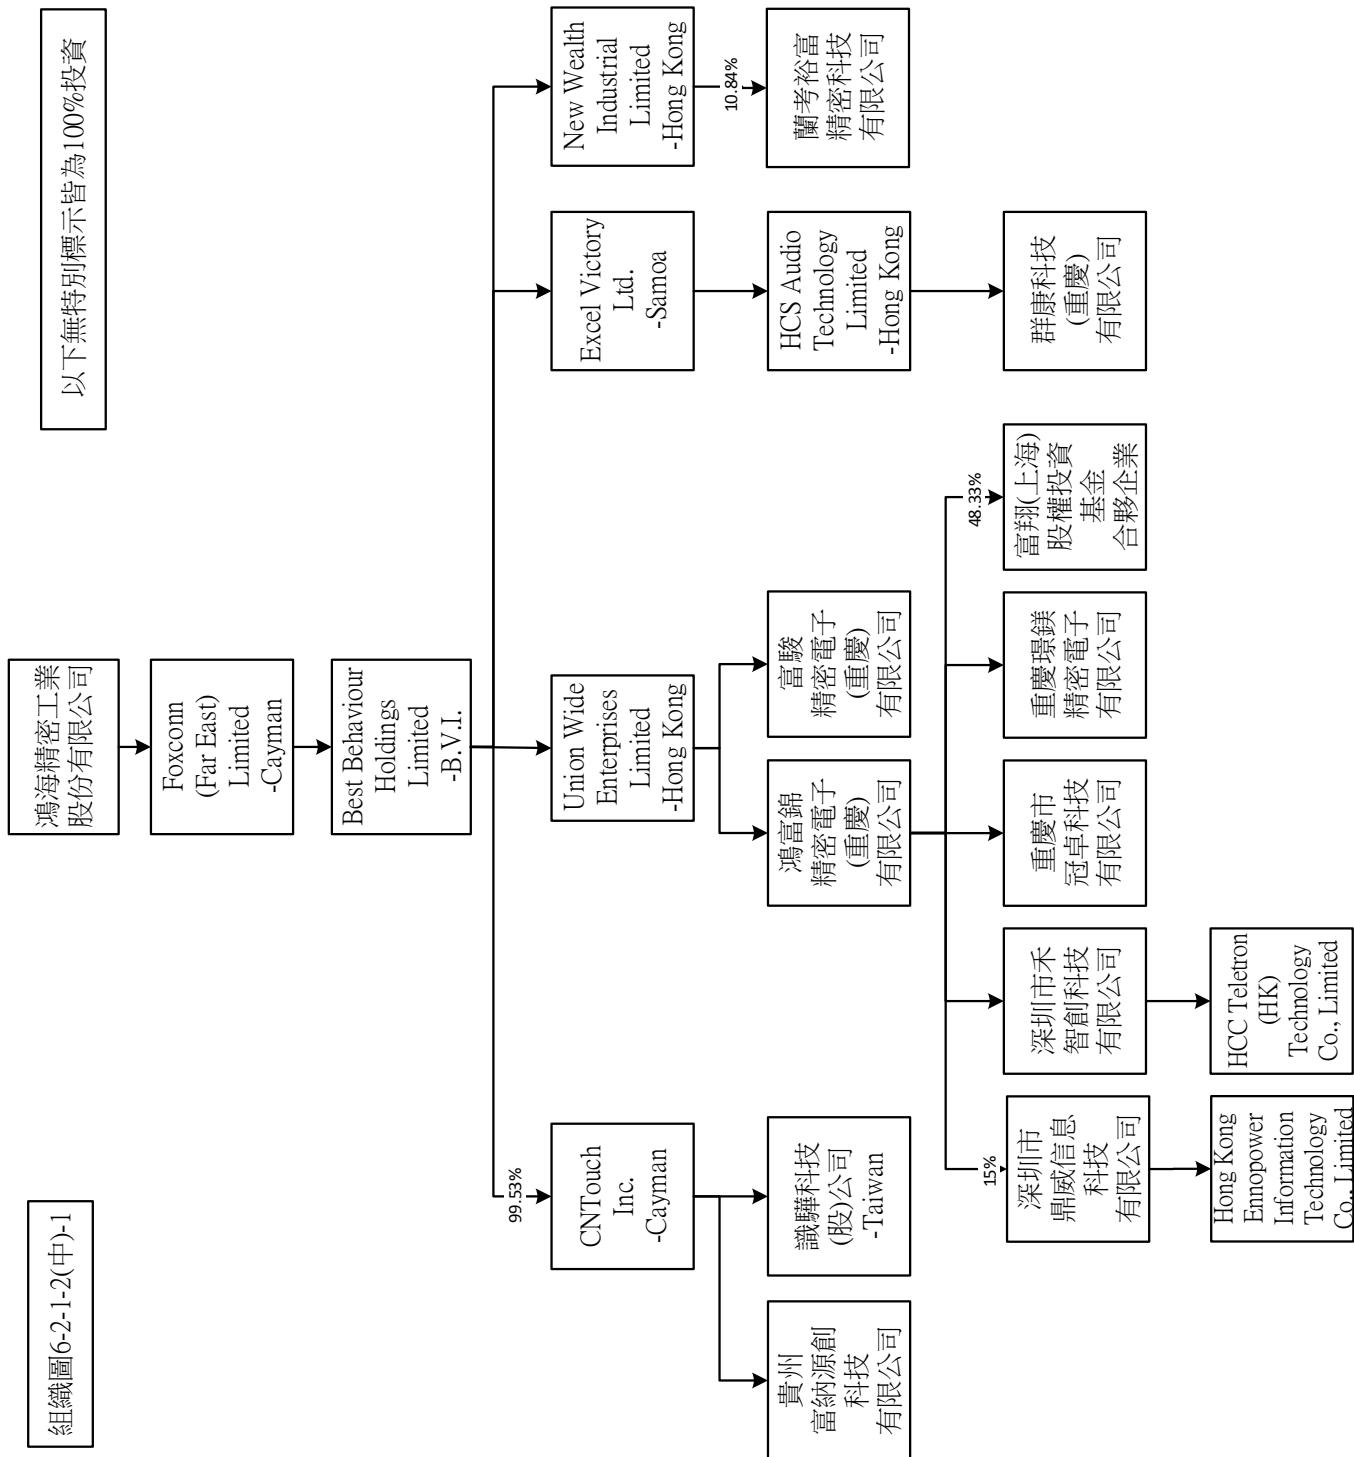 組織圖6-2-1-2(中)-1
以下無特別標示皆為100%投資
鴻海精密工業
股份有限公司
Foxconn
(Far East)
Limited
-Cayman
Best Behaviour
Holdings
Limited
-B.V.I.
99.53%
CNTouch
Inc.
-Cayman
Union Wide
Enterprises
Limited
-Hong Kong
Excel Victory
Ltd.
-Samoa
New Wealth
Industrial
Limited
-Hong Kong
10.84%
貴州
富納源創
科技
有限公司
識驊科技
(股)公司
-Taiwan
鴻富錦
精密電子
(重慶)
有限公司
富駿
精密電子
(重慶)
有限公司
HCS Audio
Technology
Limited
-Hong Kong
蘭考裕富
精密科技
有限公司
15%
48.33%
深圳市
鼎威信息
科技
有限公司
深圳市禾
智創科技
有限公司
重慶市
冠卓科技
有限公司
重慶璟鎂
精密電子
有限公司
富翔(上海)
股權投資
基金
合夥企業
群康科技
(重慶)
有限公司
Hong Kong
Ennopower
Information
Technology
Co., Limited
HCC Teletron
(HK)
Technology
Co., Limited